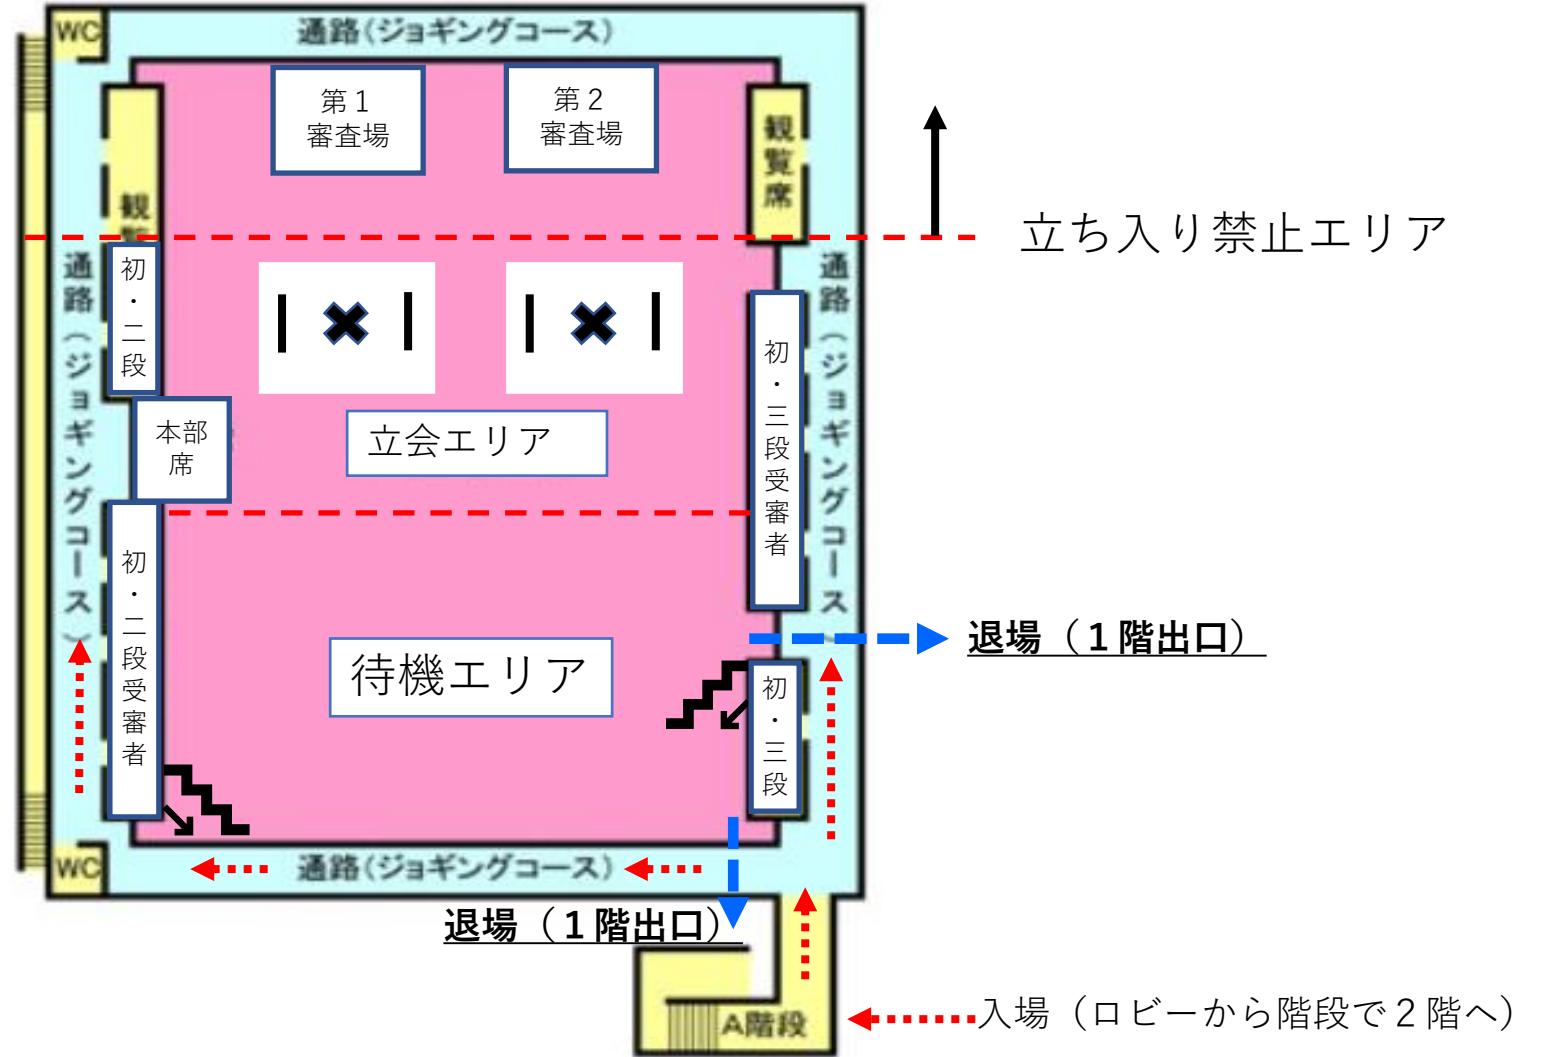 WC
通路(ジョギングコース)
第１
審査場
第２
審査場
観
観覧席
立ち入り禁止エリア
通路(ジョギングコース)
初・二段
通路(ジョギングコース)
初・三段受審者
立会エリア
本部
席
初・二段受審者
退場（１階出口）
待機エリア
初・三段
WC
通路(ジョギングコース)
退場（１階出口）
A階段
入場（ロビーから階段で２階へ）